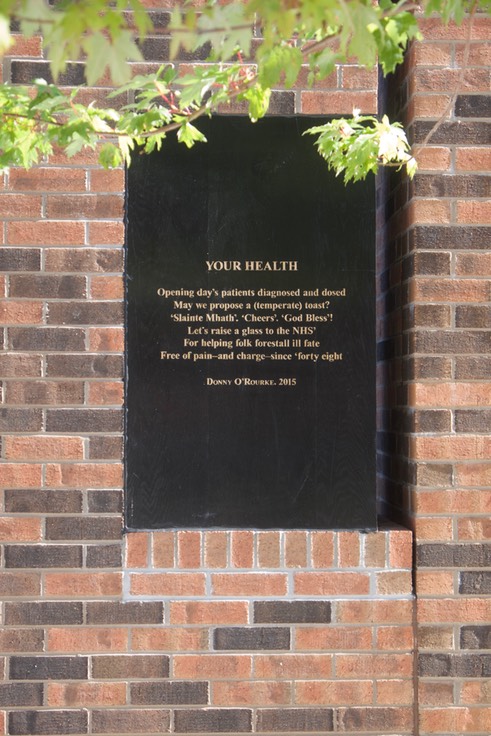 YOUR HEALTH
Opening day's patients diagnosed and dosed
May we propose a (temperate) toast?
'Slainte Mhath'. 'Cheers'. 'God Bless'!
Let's raise a glass to the NHS'
For helping folk forestall ill fate
Free of pain–and charge–since 'forty eight
Donny O'Rourke. 2015